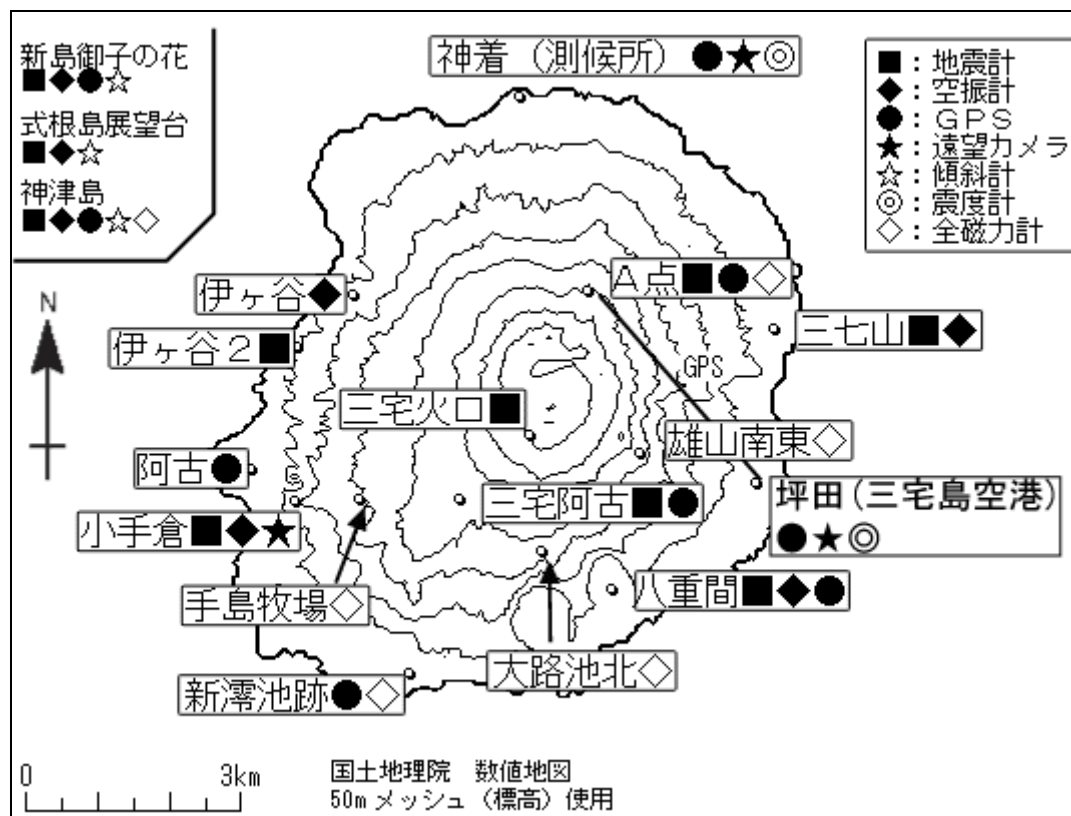 新島御子の花
■◆●☆
式根島展望台
■◆☆
神津島
■◆●☆◇
神着（測候所） ●★◎
■：地震計
◆：空振計
●：ＧＰＳ
★：遠望カメラ
☆：傾斜計
◎：震度計
◇：全磁力計
N
伊ヶ谷◆
Ａ点■●◇
伊ヶ谷２■
三七山■◆
GPS
三宅火口■
雄山南東◇
阿古●
三宅阿古■●
坪田(三宅島空港)
●★◎
小手倉■◆★
手島牧場◇
八重間■◆●
大路池北◇
新澪池跡●◇
0 3km
国土地理院　数値地図
50mメッシュ（標高）使用